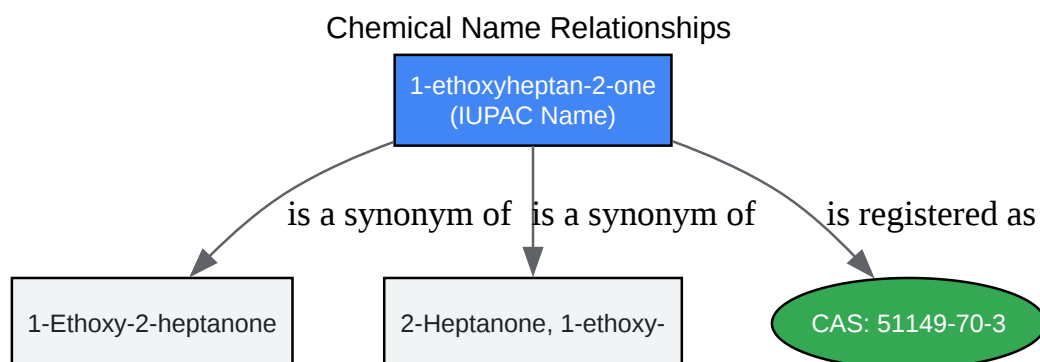 Chemical Name Relationships
1-ethoxyheptan-2-one
(IUPAC Name)
is a synonym of
is a synonym of
is registered as
1-Ethoxy-2-heptanone
2-Heptanone, 1-ethoxy-
CAS: 51149-70-3